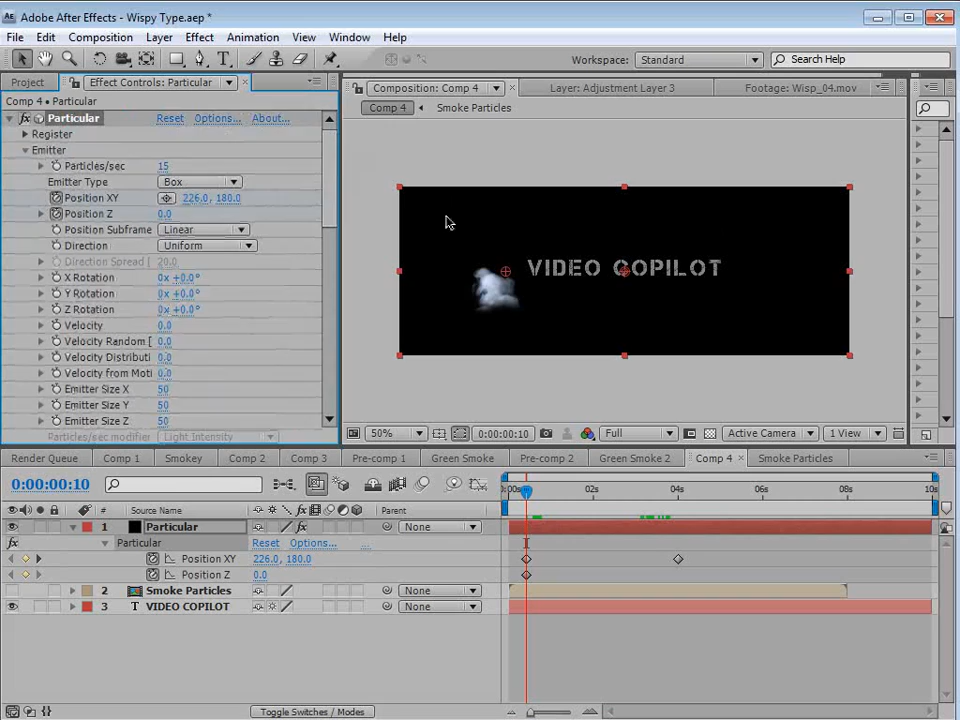 Adobe After Effects - Wispy Type.aep *
File Edit Composition Layer Effect Animation View Window Help
Workspace: Standard Search Help
Project Effect Controls: Particular Composition: Comp 4 Layer: Adjustment Layer 3 Footage: Wisp_04.mov
Comp 4 • Particular Comp 4 Smoke Particles
fx Particular Reset Options... About...
Register
Emitter
Particles/sec 15
Emitter Type Box
Position XY 226.0, 180.0
Position Z 0.0
Position Subframe Linear
Direction Uniform
Direction Spread [ 20.0
X Rotation 0x +0.0°
Y Rotation 0x +0.0°
Z Rotation 0x +0.0°
Velocity 0.0
Velocity Random [ 0.0
Velocity Distributi 0.0
Velocity from Moti 0.0
Emitter Size X 50
Emitter Size Y 50
Emitter Size Z 50
Particles/sec modifier Light Intensity
VIDEO COPILOT
50% 0:00:00:10 Full Active Camera 1 View
Render Queue Comp 1 Smokey Comp 2 Comp 3 Pre-comp 1 Green Smoke Pre-comp 2 Green Smoke 2 Comp 4 Smoke Particles
0:00:00:10 0:00s 02s 04s 06s 08s 10s
# Source Name Parent
1 Particular None
fx Particular Reset Options... ...
Position XY 226.0, 180.0
Position Z 0.0
2 Smoke Particles None
3 T VIDEO COPILOT None
Toggle Switches / Modes